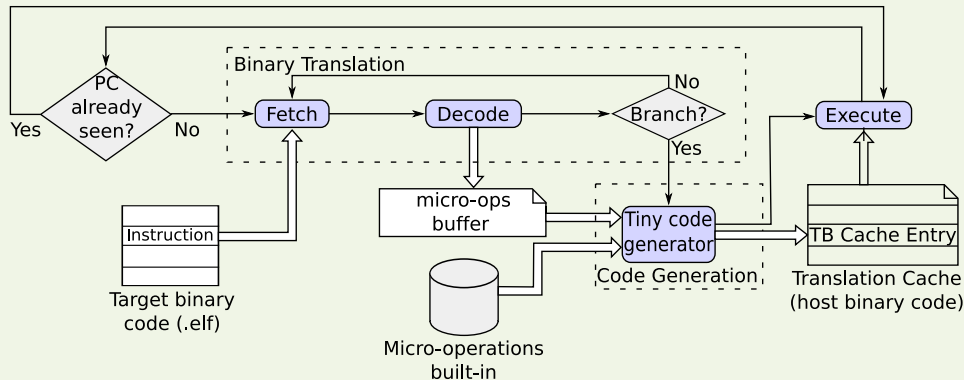 Binary Translation
PC
already
seen?
Yes
No
Fetch
Decode
Branch?
No
Yes
Execute
Instruction
Target binary
code (.elf)
micro-ops
buffer
Tiny code
generator
Code Generation
Micro-operations
built-in
TB Cache Entry
Translation Cache
(host binary code)